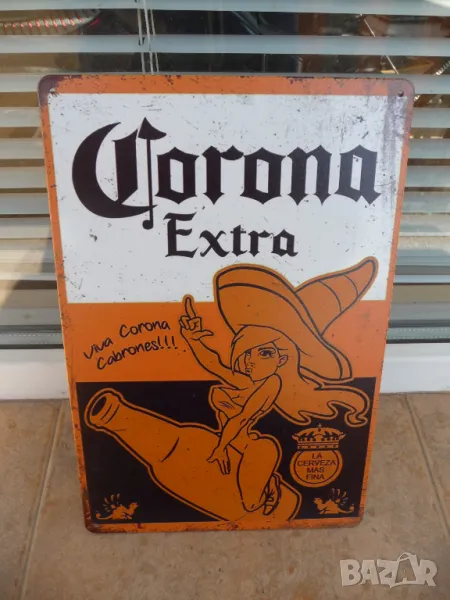 Corona
Extra
Viva Corona
Cabrones!!!
LA
CERVEZA
MAS
FINA
BAZAR